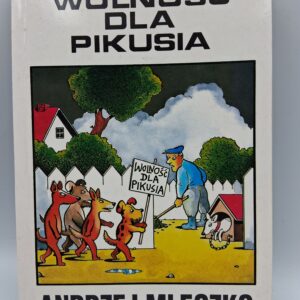 WOLNOŚĆ
DLA
PIKUSIA
WOLNOŚĆ
DLA
PIKUSIA
ANDRZEJ MLECZKO